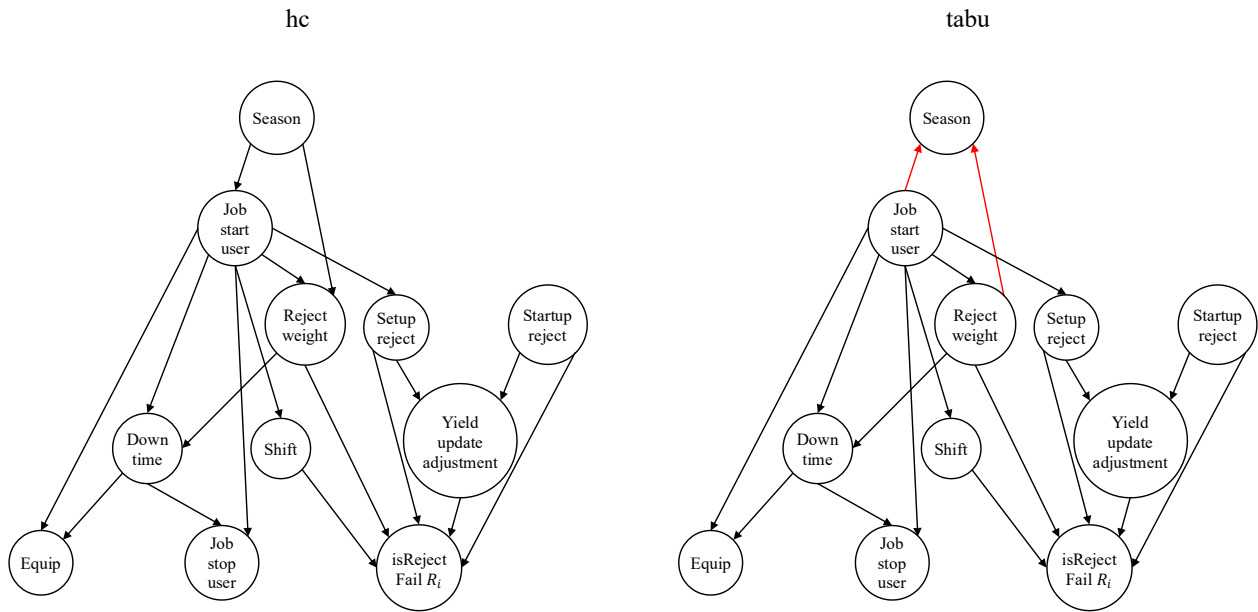 hc
Season
Job
start
user
Reject
weight
Setup
reject
Startup
reject
Down
time
Shift
Yield
update
adjustment
Equip
Job
stop
user
isReject
Fail R_i
tabu
Season
Job
start
user
Reject
weight
Setup
reject
Startup
reject
Down
time
Shift
Yield
update
adjustment
Equip
Job
stop
user
isReject
Fail R_i